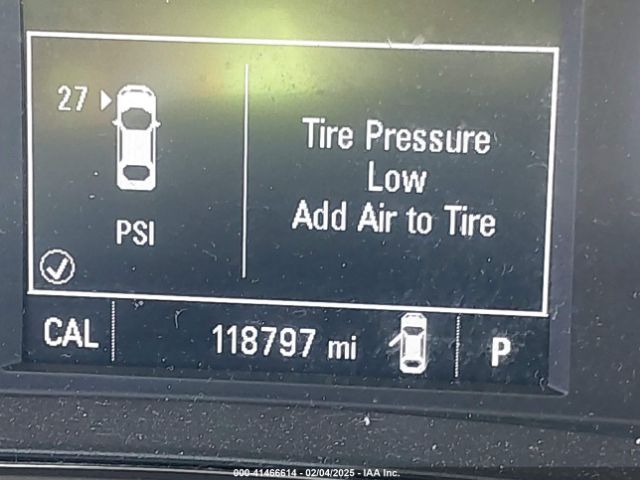 27
Tire Pressure
Low
Add Air to Tire
PSI
CAL
118797 mi
P
000-41466614 - 02/04/2025 - IAA Inc.